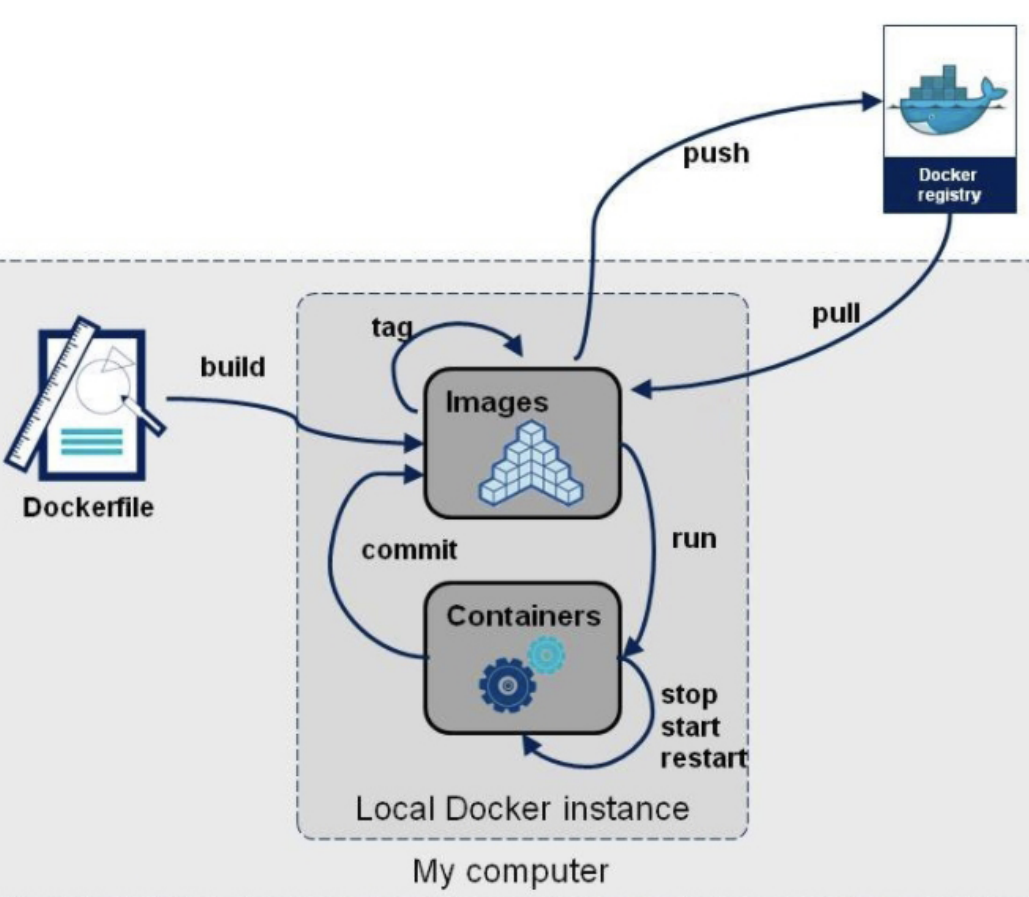 push
Docker
registry
pull
tag
build
Images
Dockerfile
commit
run
Containers
stop
start
restart
Local Docker instance
My computer